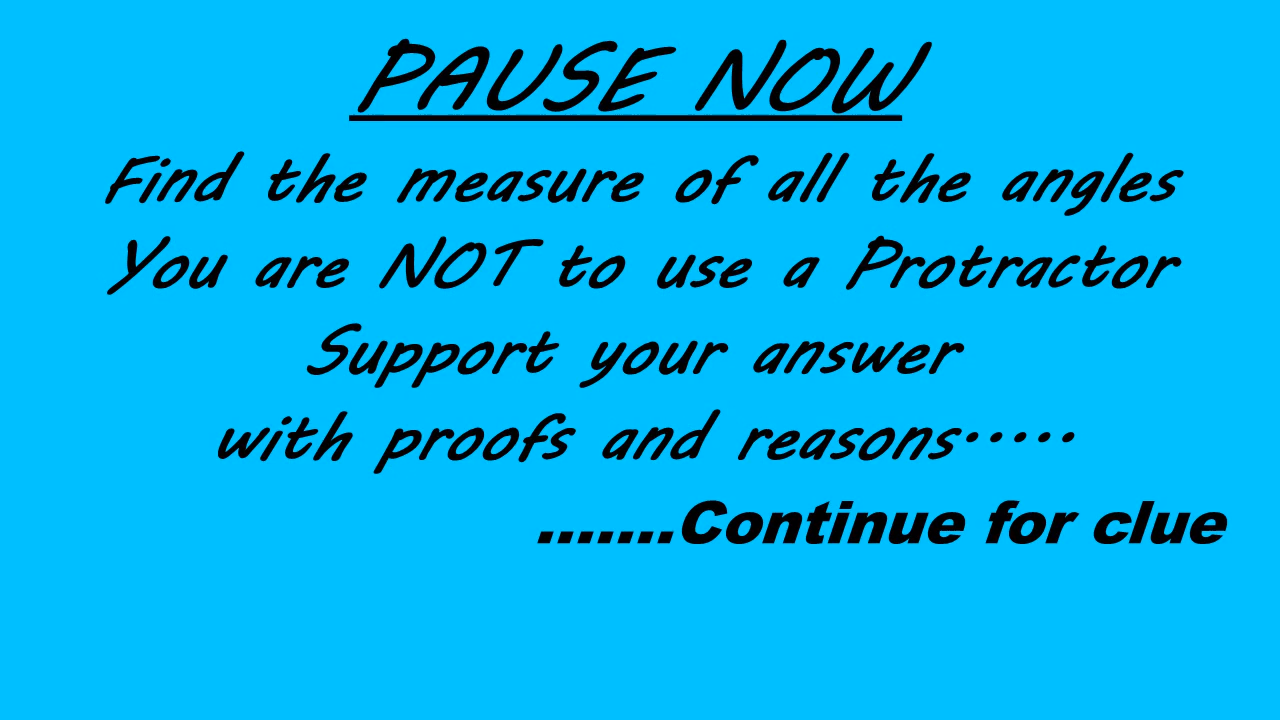 PAUSE NOW
Find the measure of all the angles
You are NOT to use a Protractor
Support your answer
with proofs and reasons·····
.......Continue for clue